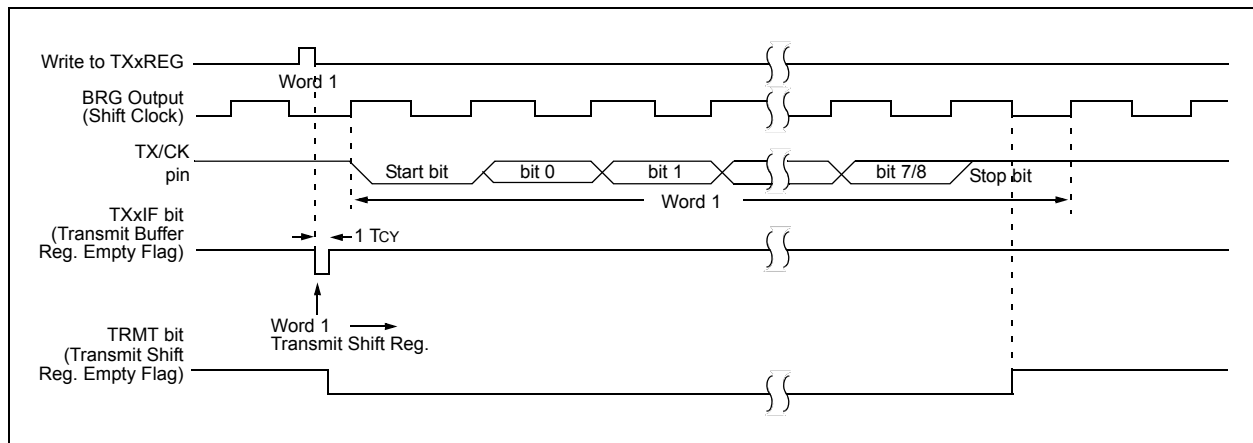 Write to TXxREG
Word 1
BRG Output
(Shift Clock)
TX/CK
pin
Start bit
bit 0
bit 1
bit 7/8
Stop bit
Word 1
TXxIF bit
(Transmit Buffer
Reg. Empty Flag)
1 TCY
Word 1
Transmit Shift Reg.
TRMT bit
(Transmit Shift
Reg. Empty Flag)